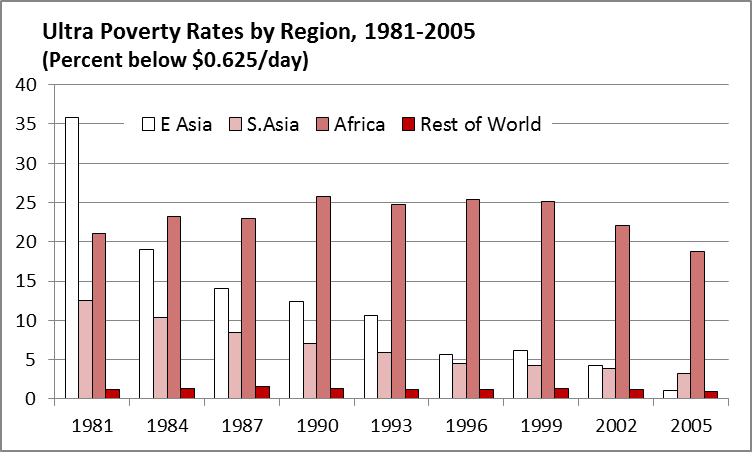 Ultra Poverty Rates by Region, 1981-2005
(Percent below $0.625/day)
40
35
30
25
20
15
10
5
0
E Asia S.Asia Africa Rest of World
1981 1984 1987 1990 1993 1996 1999 2002 2005